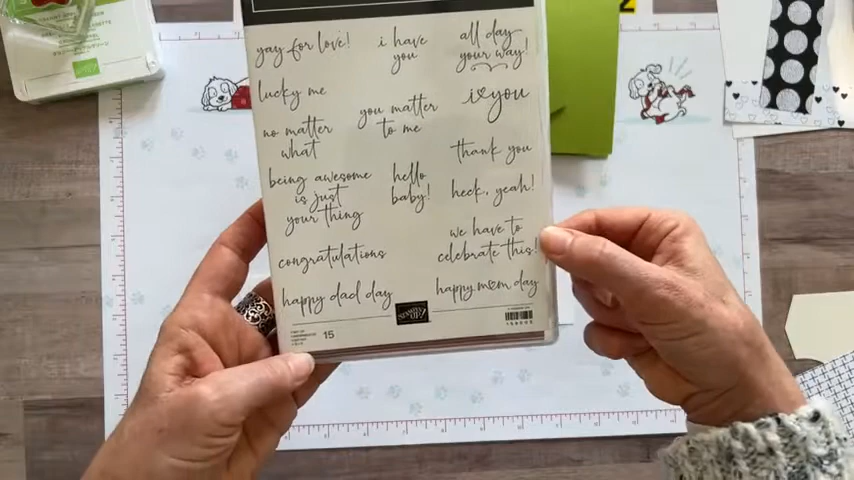 yay for love!
i have
you
all day,
your way!
lucky me
you matter
to me
i you
no matter
what
thank you
being awesome
is just
your thing
hello
baby!
heck, yeah!
congratulations
we have to
celebrate this!
happy dad day
happy mom day
15
STAMPIN' UP!